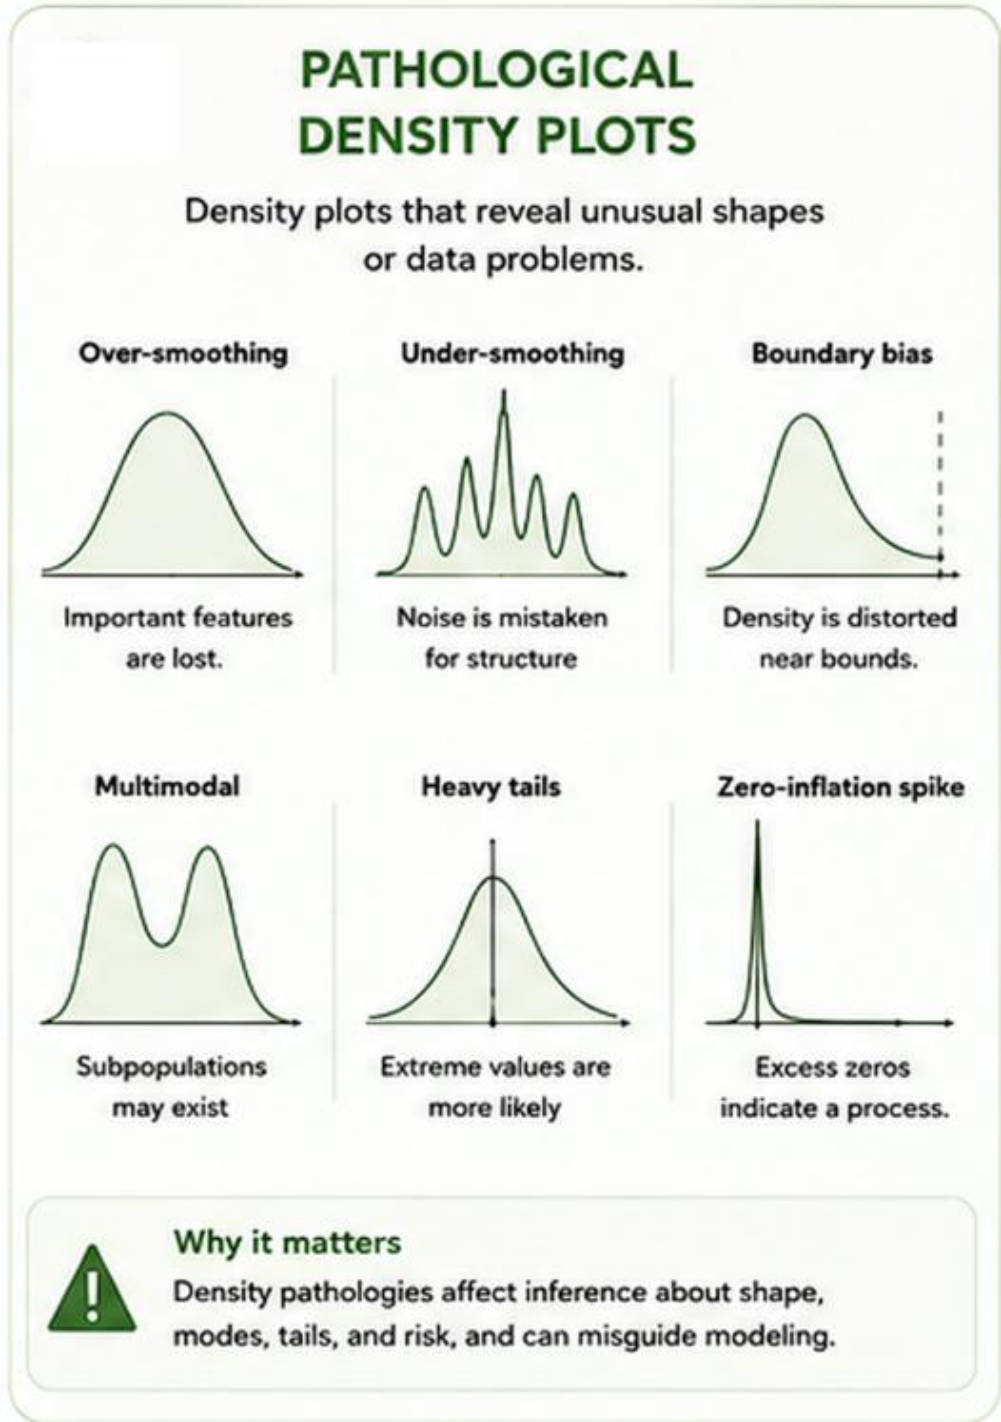 PATHOLOGICAL
DENSITY PLOTS
Density plots that reveal unusual shapes
or data problems.
Over-smoothing
Important features
are lost.
Under-smoothing
Noise is mistaken
for structure
Boundary bias
Density is distorted
near bounds.
Multimodal
Subpopulations
may exist
Heavy tails
Extreme values are
more likely
Zero-inflation spike
Excess zeros
indicate a process.
Why it matters
Density pathologies affect inference about shape,
modes, tails, and risk, and can misguide modeling.